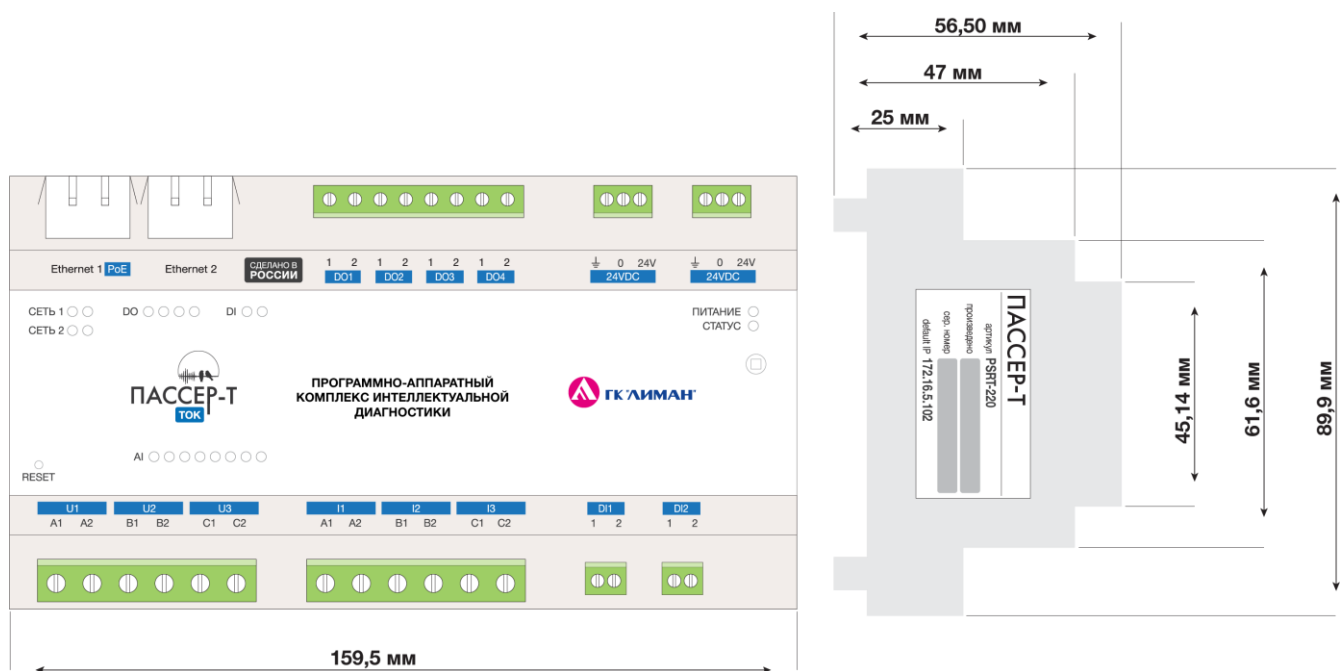 56,50 мм
47 мм
25 мм
Ethernet 1 PoE
Ethernet 2
СДЕЛАНО В
РОССИИ
1 2 1 2 1 2 1 2
DO1 DO2 DO3 DO4
0 24V 0 24V
24VDC 24VDC
СЕТЬ 1
СЕТЬ 2
DO
DI
ПИТАНИЕ
СТАТУС
ПАССЕР-Т
ТОК
ПРОГРАММНО-АППАРАТНЫЙ
КОМПЛЕКС ИНТЕЛЛЕКТУАЛЬНОЙ
ДИАГНОСТИКИ
ГК "ЛИМАН"
AI
RESET
U1 U2 U3 I1 I2 I3 DI1 DI2
A1 A2 B1 B2 C1 C2 A1 A2 B1 B2 C1 C2 1 2 1 2
159,5 мм
ПАССЕР-Т
артикул PSRT-220
произведено
сер. номер
default IP 172.16.5.102
45,14 мм
61,6 мм
89,9 мм